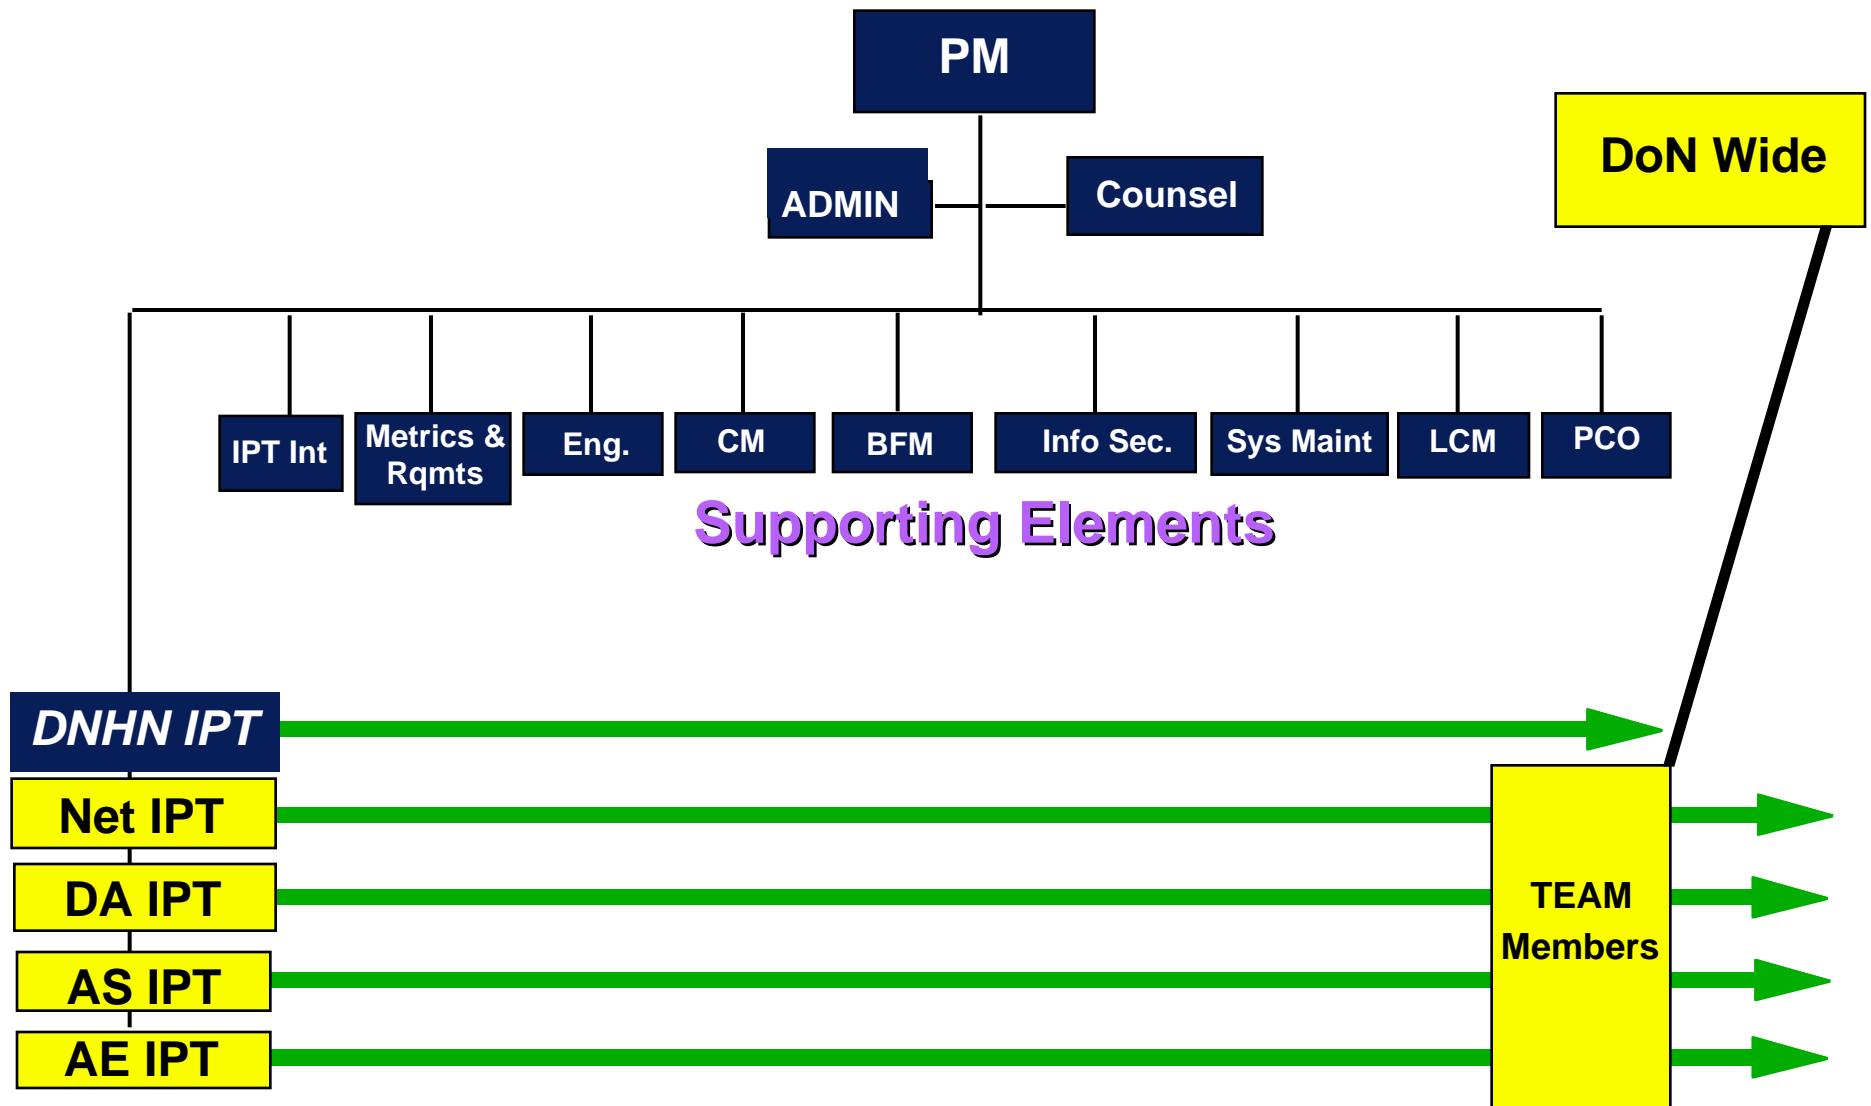 PM
DoN Wide
ADMIN
Counsel
IPT Int
Metrics &
Rqmts
Eng.
CM
BFM
Info Sec.
Sys Maint
LCM
PCO
Supporting Elements
DNHN IPT
Net IPT
DA IPT
AS IPT
AE IPT
TEAM
Members